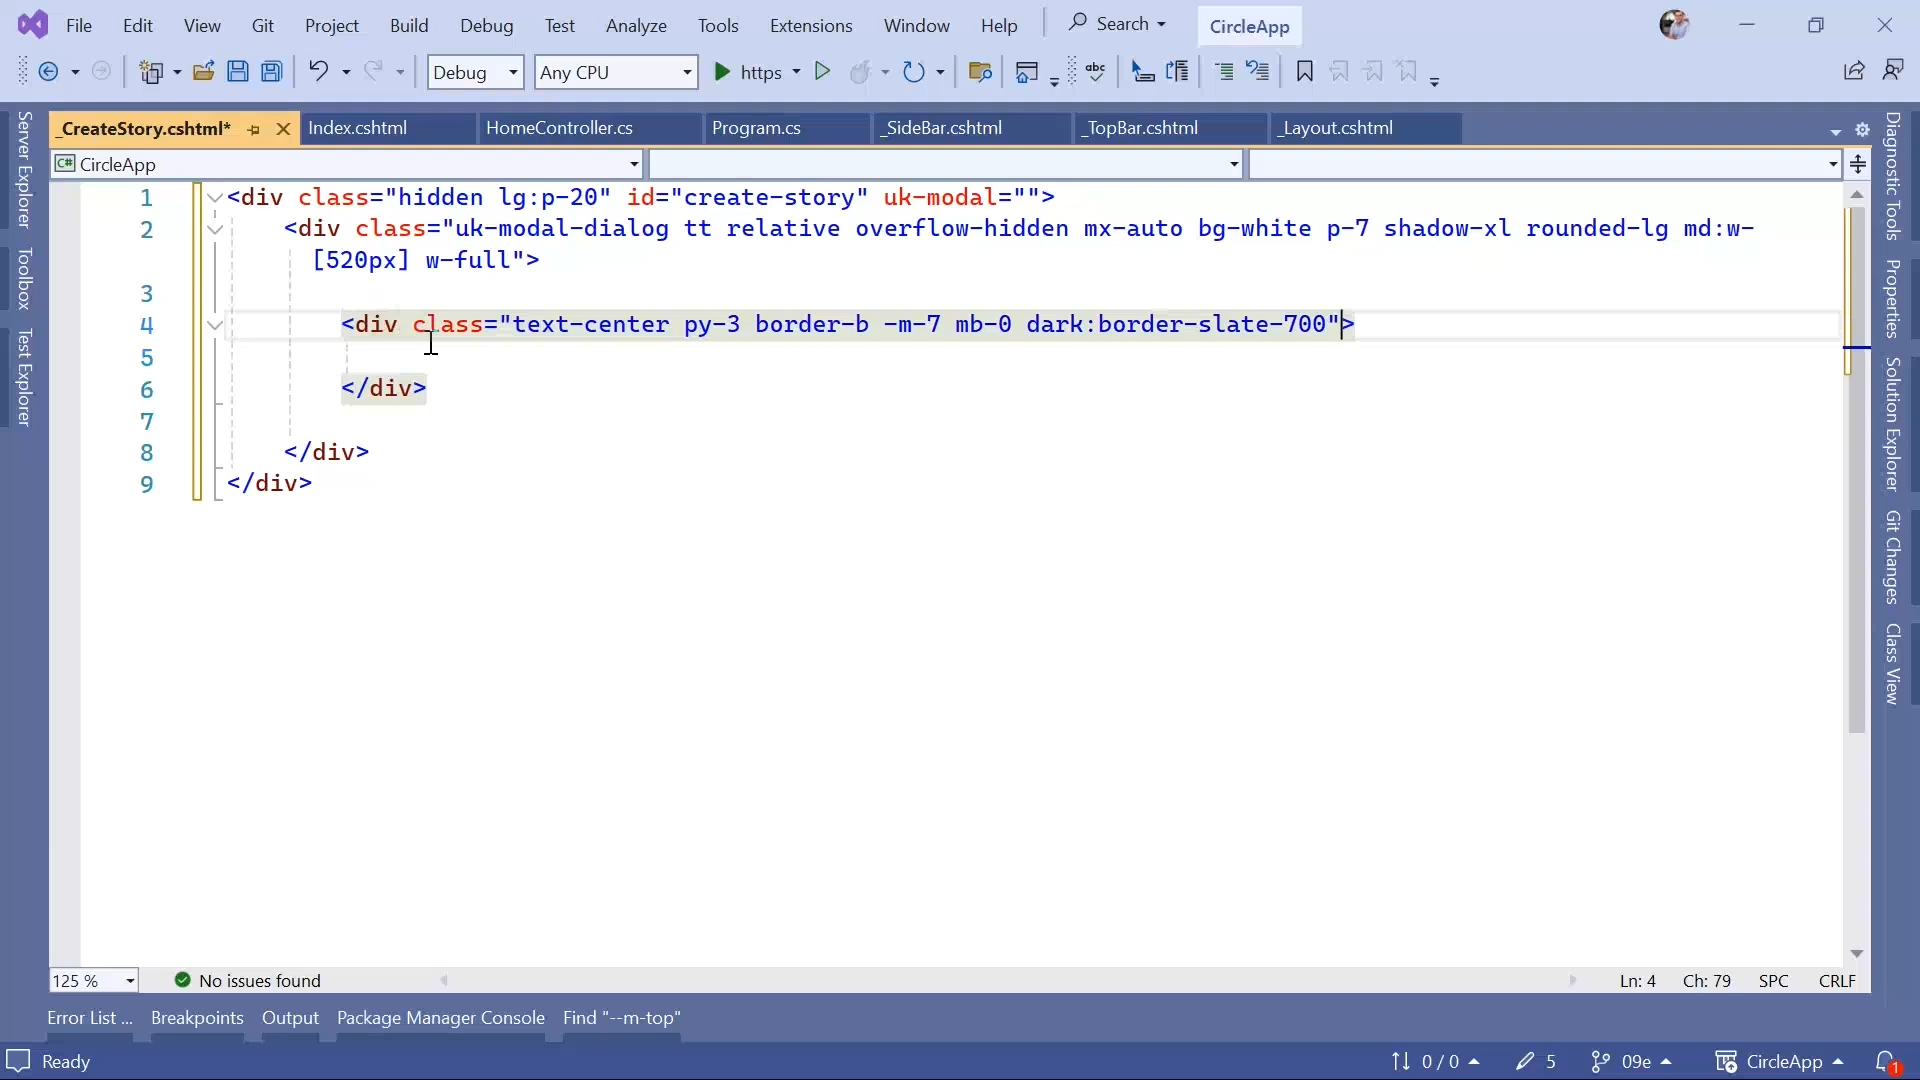 File Edit View Git Project Build Debug Test Analyze Tools Extensions Window Help Search CircleApp
Debug Any CPU https
_CreateStory.cshtml* Index.cshtml HomeController.cs Program.cs _SideBar.cshtml _TopBar.cshtml _Layout.cshtml
C# CircleApp
1 <div class="hidden lg:p-20" id="create-story" uk-modal="">
2 <div class="uk-modal-dialog tt relative overflow-hidden mx-auto bg-white p-7 shadow-xl rounded-lg md:w-
[520px] w-full">
3
4 <div class="text-center py-3 border-b -m-7 mb-0 dark:border-slate-700">
5
6 </div>
7
8 </div>
9 </div>
Server Explorer
Toolbox
Test Explorer
Diagnostic Tools
Properties
Solution Explorer
Git Changes
Class View
125 % No issues found Ln: 4 Ch: 79 SPC CRLF
Error List ... Breakpoints Output Package Manager Console Find "--m-top"
Ready 0 / 0 5 09e CircleApp 1